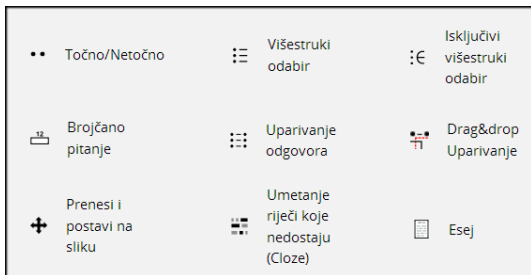 Točno/Netočno
Višestruki
odabir
Isključivi
višestruki
odabir
12
Brojčano
pitanje
Uparivanje
odgovora
Drag&drop
Uparivanje
Prenesi i
postavi na
sliku
Umetanje
riječi koje
nedostaju
(Cloze)
Esej